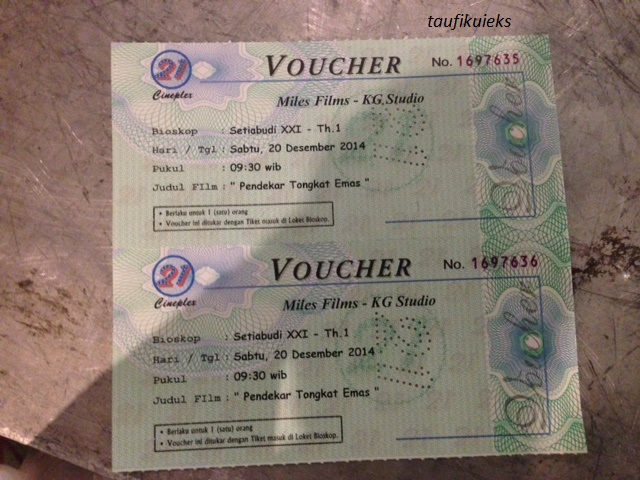 taufikuieks
21
Cineplex
VOUCHER
No. 1697635
Miles Films - KG Studio
Bioskop : Setiabudi XXI - Th.1
Hari / Tgl : Sabtu, 20 Desember 2014
Pukul : 09:30 wib
Judul FIlm : " Pendekar Tongkat Emas "
• Berlaku untuk 1 (satu) orang
• Voucher ini ditukar dengan Tiket masuk di Loket Bioskop.
Voucher
21
Cineplex
VOUCHER
No. 1697636
Miles Films - KG Studio
Bioskop : Setiabudi XXI - Th.1
Hari / Tgl : Sabtu, 20 Desember 2014
Pukul : 09:30 wib
Judul FIlm : " Pendekar Tongkat Emas "
• Berlaku untuk 1 (satu) orang
• Voucher ini ditukar dengan Tiket masuk di Loket Bioskop.
Voucher